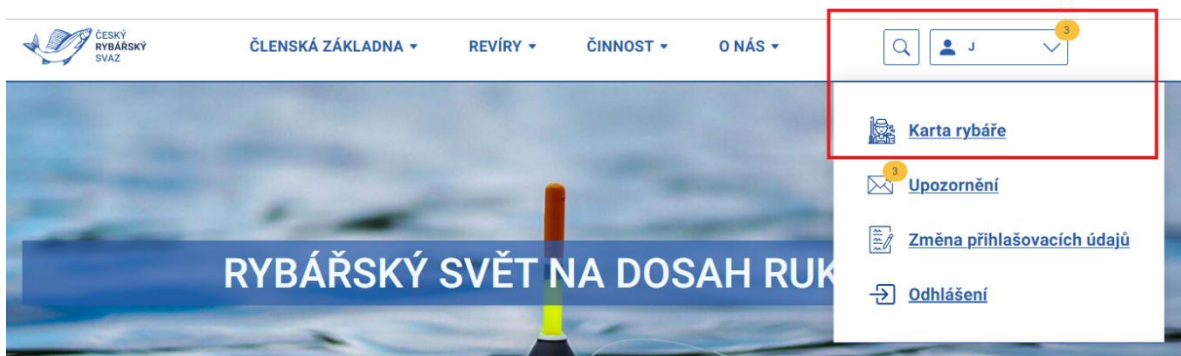 ČESKÝ
RYBÁŘSKÝ
SVAZ
ČLENSKÁ ZÁKLADNA
REVÍRY
ČINNOST
O NÁS
J
3
Karta rybáře
3
Upozornění
Změna přihlašovacích údajů
Odhlášení
RYBÁŘSKÝ SVĚT NA DOSAH RUK